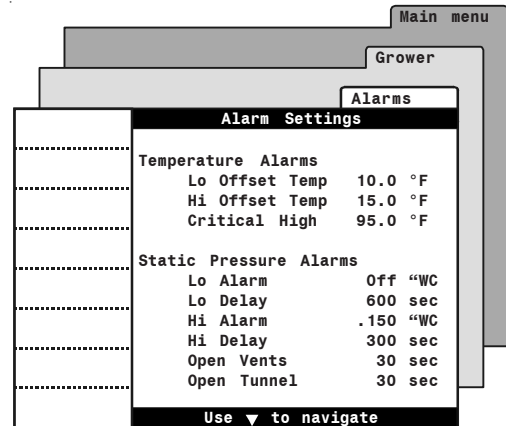 Main menu
Grower
Alarms
Alarm Settings
Temperature Alarms
Lo Offset Temp 10.0 °F
Hi Offset Temp 15.0 °F
Critical High 95.0 °F
Static Pressure Alarms
Lo Alarm Off “WC
Lo Delay 600 sec
Hi Alarm .150 “WC
Hi Delay 300 sec
Open Vents 30 sec
Open Tunnel 30 sec
Use ▼ to navigate